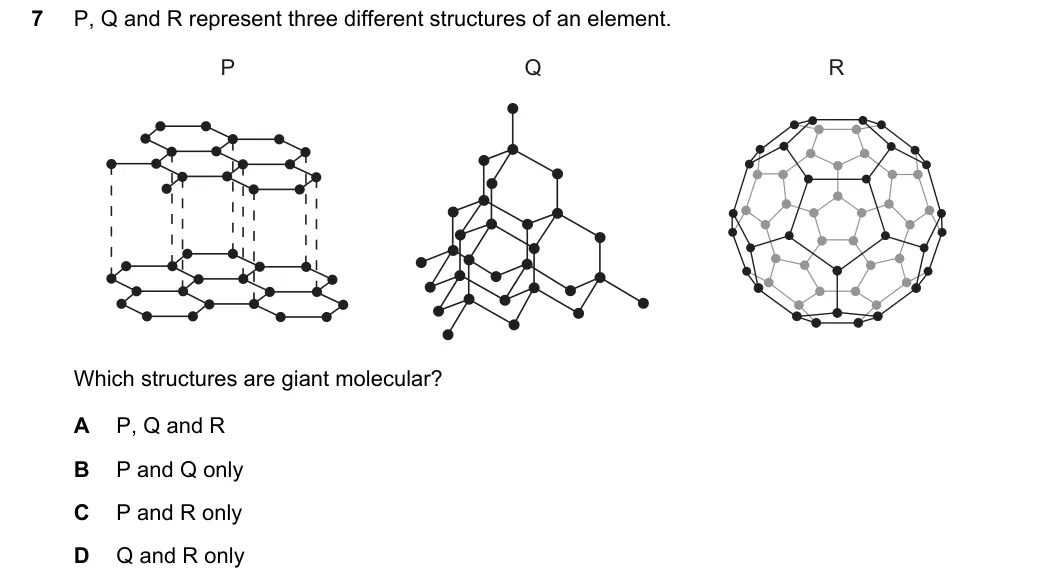 7 P, Q and R represent three different structures of an element.
P Q R
Which structures are giant molecular?
A P, Q and R
B P and Q only
C P and R only
D Q and R only